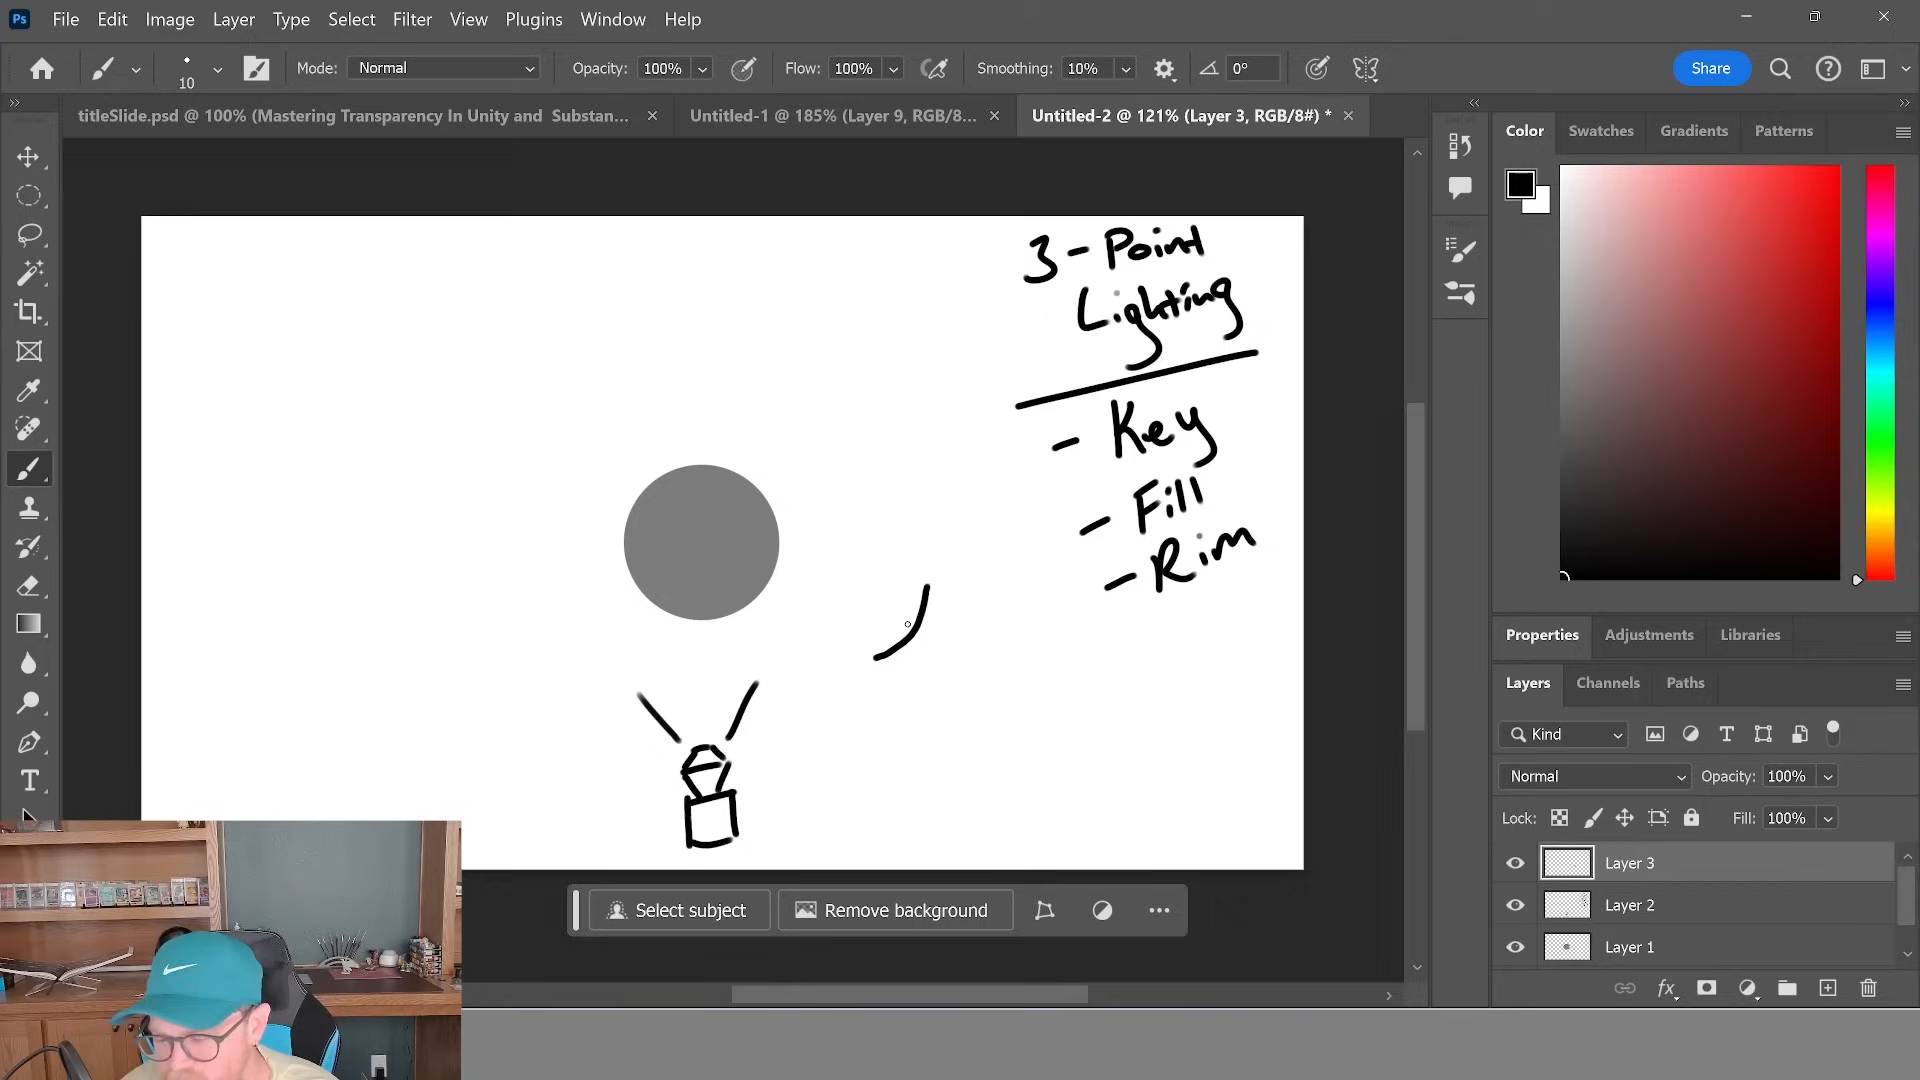 Ps File Edit Image Layer Type Select Filter View Plugins Window Help
10 Mode: Normal Opacity: 100% Flow: 100% Smoothing: 10% 0° Share
titleSlide.psd @ 100% (Mastering Transparency In Unity and Substan... Untitled-1 @ 185% (Layer 9, RGB/8... Untitled-2 @ 121% (Layer 3, RGB/8#) *
Color Swatches Gradients Patterns
3-Point
Lighting
- Key
- Fill
- Rim
Properties Adjustments Libraries
Layers Channels Paths
Kind
Normal Opacity: 100%
Lock: Fill: 100%
Layer 3
Layer 2
Layer 1
Select subject Remove background ...
fx